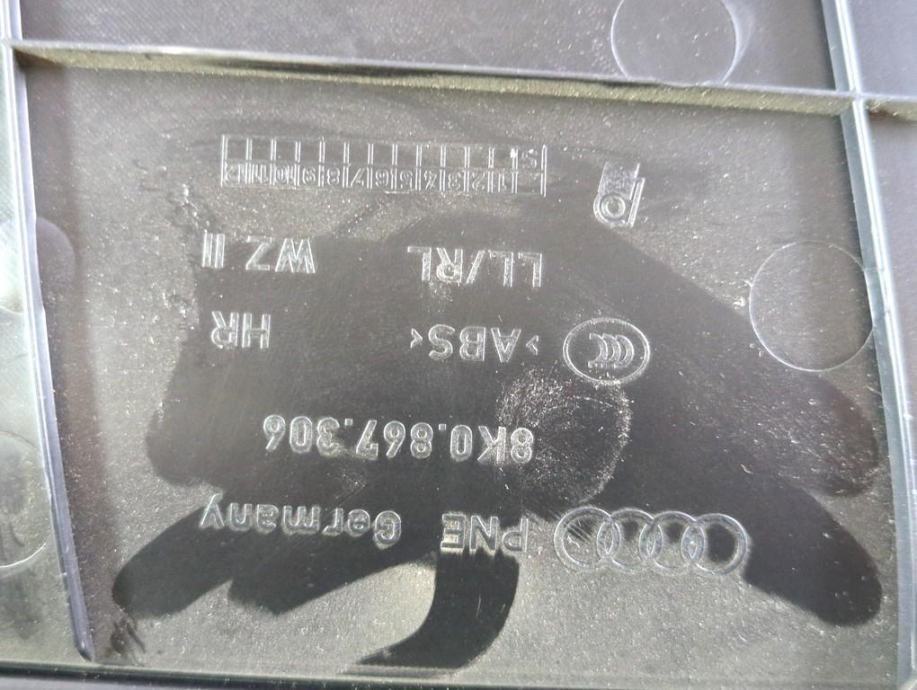 PNE Germany
8K0.867.306
>ABS< HR
LL/RL WZ II
1 2 3 4 5 6 7 8 9 10 11 12